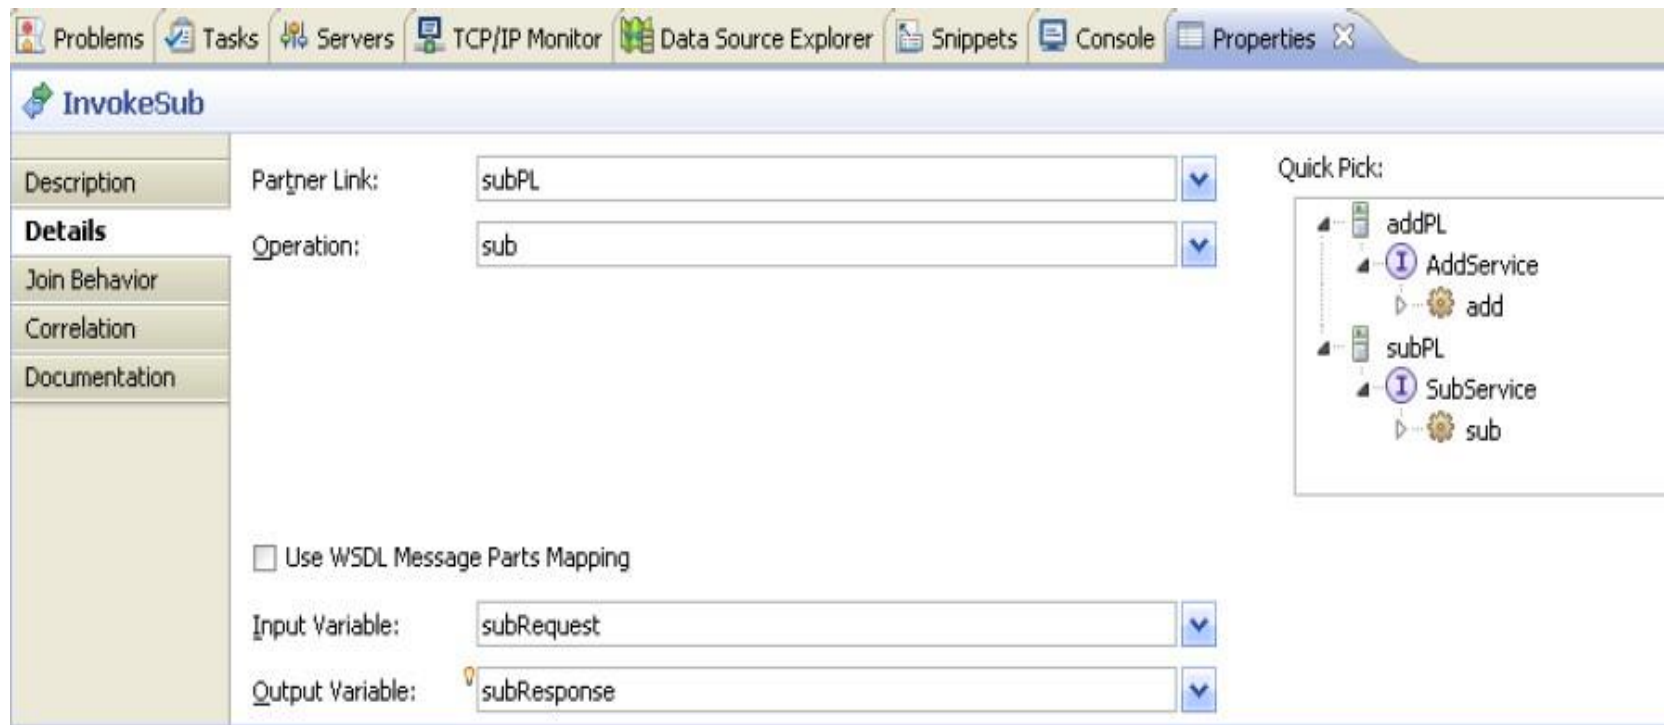 Problems Tasks Servers TCP/IP Monitor Data Source Explorer Snippets Console Properties
InvokeSub
Description
Details
Join Behavior
Correlation
Documentation
Partner Link: subPL
Operation: sub
Use WSDL Message Parts Mapping
Input Variable: subRequest
Output Variable: subResponse
Quick Pick:
addPL
AddService
add
subPL
SubService
sub